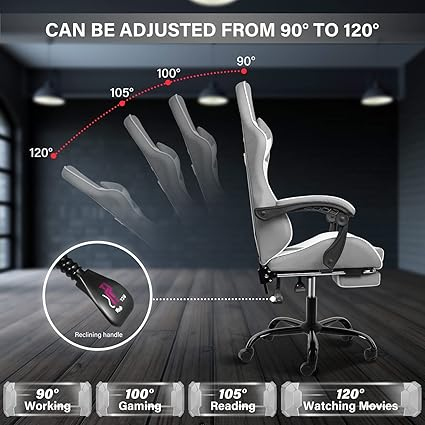 CAN BE ADJUSTED FROM 90° TO 120°
90°
100°
105°
120°
Reclining handle
90°
Working
100°
Gaming
105°
Reading
120°
Watching Movies